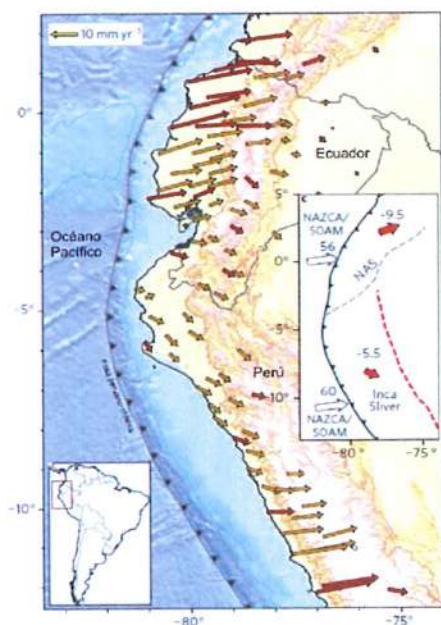 10 mm yr⁻¹
0°
Ecuador
Océano
Pacífico
-5°
Perú
-10°
-80°
-75°
c
NAZCA/
SOAM
56
-9.5
NAS
5°
0°
5°
-5.5
10°
Inca
Sliver
60
NAZCA/
SOAM
-80°
-75°